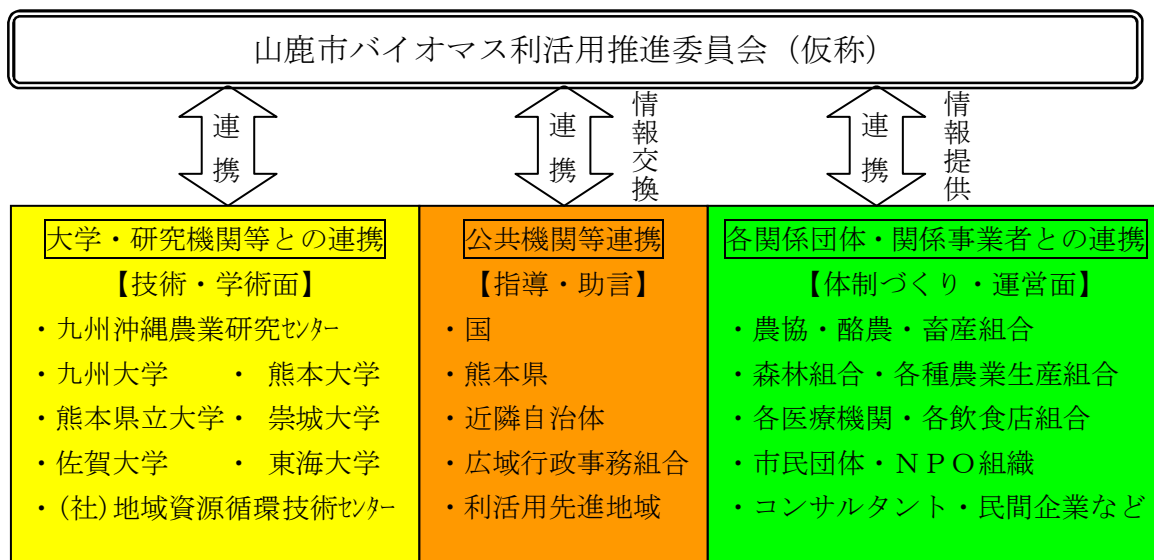 山鹿市バイオマス利活用推進委員会（仮称）
連携
連携
情報交換
連携
情報提供
大学・研究機関等との連携
【技術・学術面】
・九州沖縄農業研究ｾﾝﾀｰ
・九州大学　・熊本大学
・熊本県立大学・崇城大学
・佐賀大学　・東海大学
・(社)地域資源循環技術ｾﾝﾀｰ
公共機関等連携
【指導・助言】
・国
・熊本県
・近隣自治体
・広域行政事務組合
・利活用先進地域
各関係団体・関係事業者との連携
【体制づくり・運営面】
・農協・酪農・畜産組合
・森林組合・各種農業生産組合
・各医療機関・各飲食店組合
・市民団体・ＮＰＯ組織
・コンサルタント・民間企業など